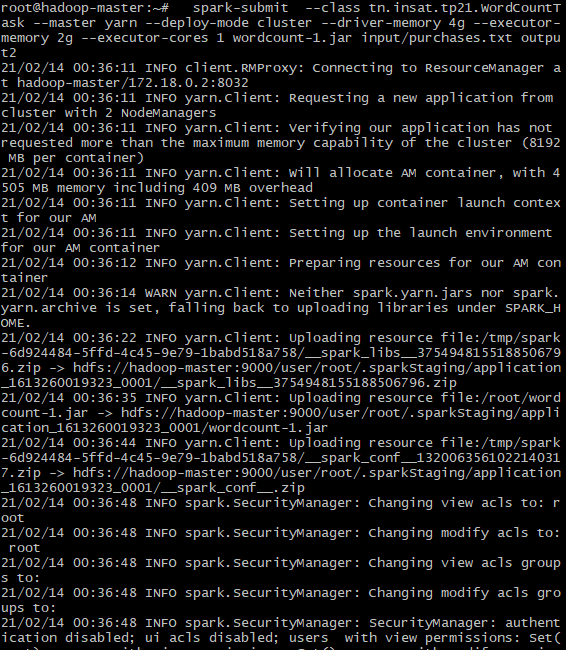 root@hadoop-master:~#   spark-submit  --class tn.insat.tp21.WordCountT
ask --master yarn --deploy-mode cluster --driver-memory 4g --executor-
memory 2g --executor-cores 1 wordcount-1.jar input/purchases.txt outpu
t2
21/02/14 00:36:11 INFO client.RMProxy: Connecting to ResourceManager a
t hadoop-master/172.18.0.2:8032
21/02/14 00:36:11 INFO yarn.Client: Requesting a new application from
cluster with 2 NodeManagers
21/02/14 00:36:11 INFO yarn.Client: Verifying our application has not
requested more than the maximum memory capability of the cluster (8192
 MB per container)
21/02/14 00:36:11 INFO yarn.Client: Will allocate AM container, with 4
505 MB memory including 409 MB overhead
21/02/14 00:36:11 INFO yarn.Client: Setting up container launch contex
t for our AM
21/02/14 00:36:11 INFO yarn.Client: Setting up the launch environment
for our AM container
21/02/14 00:36:12 INFO yarn.Client: Preparing resources for our AM con
tainer
21/02/14 00:36:14 WARN yarn.Client: Neither spark.yarn.jars nor spark.
yarn.archive is set, falling back to uploading libraries under SPARK_H
OME.
21/02/14 00:36:22 INFO yarn.Client: Uploading resource file:/tmp/spark
-6d924484-5ffd-4c45-9e79-1babd518a758/__spark_libs__375494815518850679
6.zip -> hdfs://hadoop-master:9000/user/root/.sparkStaging/application
_1613260019323_0001/__spark_libs__3754948155188506796.zip
21/02/14 00:36:35 INFO yarn.Client: Uploading resource file:/root/word
count-1.jar -> hdfs://hadoop-master:9000/user/root/.sparkStaging/appli
cation_1613260019323_0001/wordcount-1.jar
21/02/14 00:36:44 INFO yarn.Client: Uploading resource file:/tmp/spark
-6d924484-5ffd-4c45-9e79-1babd518a758/__spark_conf__132006356102214031
7.zip -> hdfs://hadoop-master:9000/user/root/.sparkStaging/application
_1613260019323_0001/__spark_conf__.zip
21/02/14 00:36:48 INFO spark.SecurityManager: Changing view acls to: r
oot
21/02/14 00:36:48 INFO spark.SecurityManager: Changing modify acls to:
 root
21/02/14 00:36:48 INFO spark.SecurityManager: Changing view acls group
s to:
21/02/14 00:36:48 INFO spark.SecurityManager: Changing modify acls gro
ups to:
21/02/14 00:36:48 INFO spark.SecurityManager: SecurityManager: authent
ication disabled; ui acls disabled; users  with view permissions: Set(